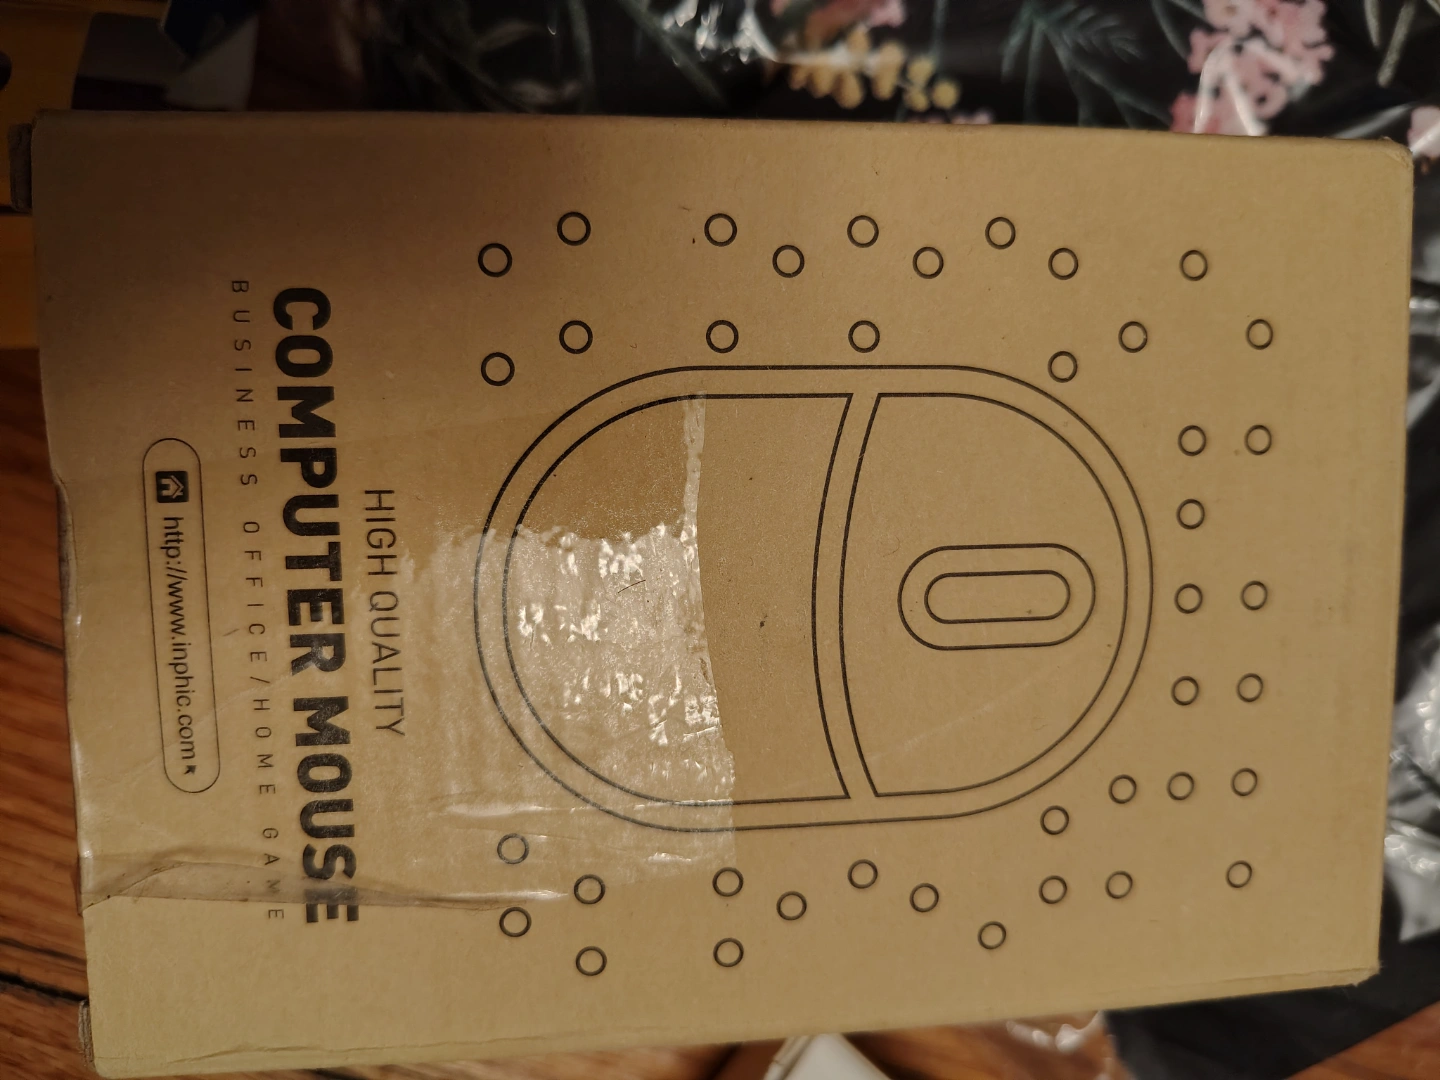 HIGH QUALITY
COMPUTER MOUSE
BUSINESS OFFICE/HOME GAME
http://www.inphic.com